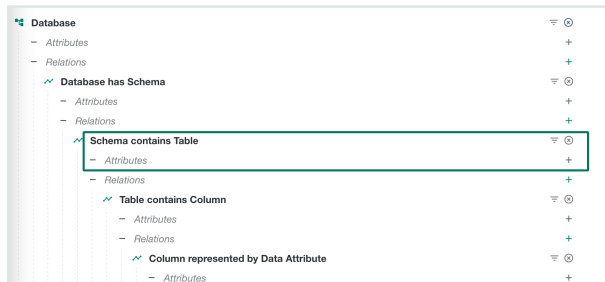 Database
Attributes
Relations
Database has Schema
Attributes
Relations
Schema contains Table
Attributes
Relations
Table contains Column
Attributes
Relations
Column represented by Data Attribute
Attributes